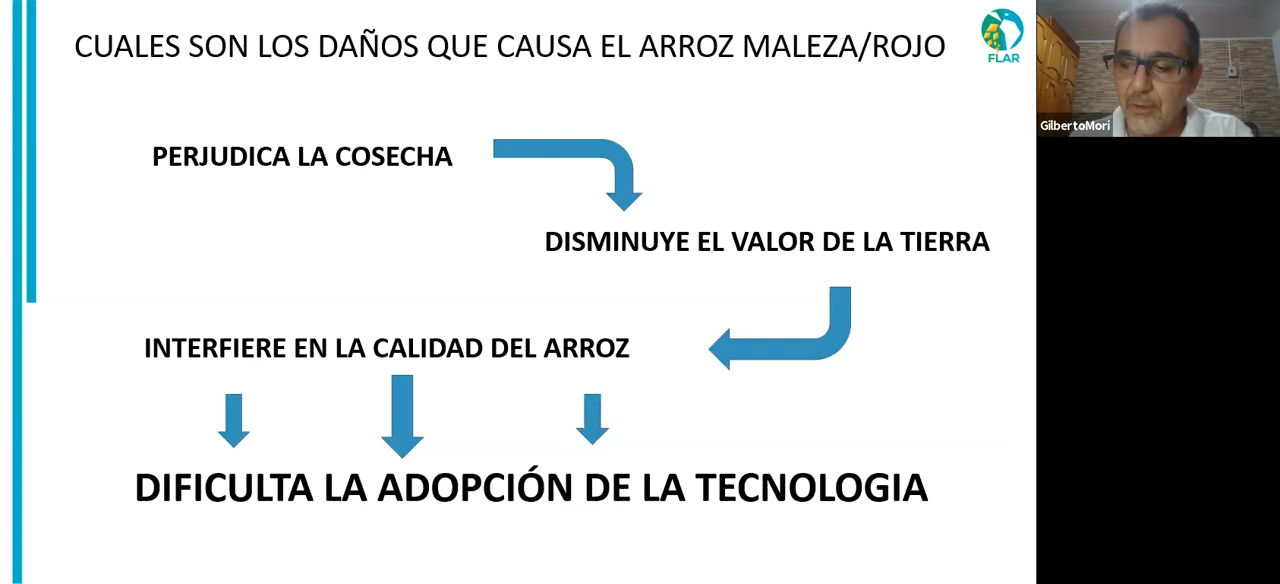 CUALES SON LOS DAÑOS QUE CAUSA EL ARROZ MALEZA/ROJO
FLAR
GilbertoMori
PERJUDICA LA COSECHA
DISMINUYE EL VALOR DE LA TIERRA
INTERFIERE EN LA CALIDAD DEL ARROZ
DIFICULTA LA ADOPCIÓN DE LA TECNOLOGIA